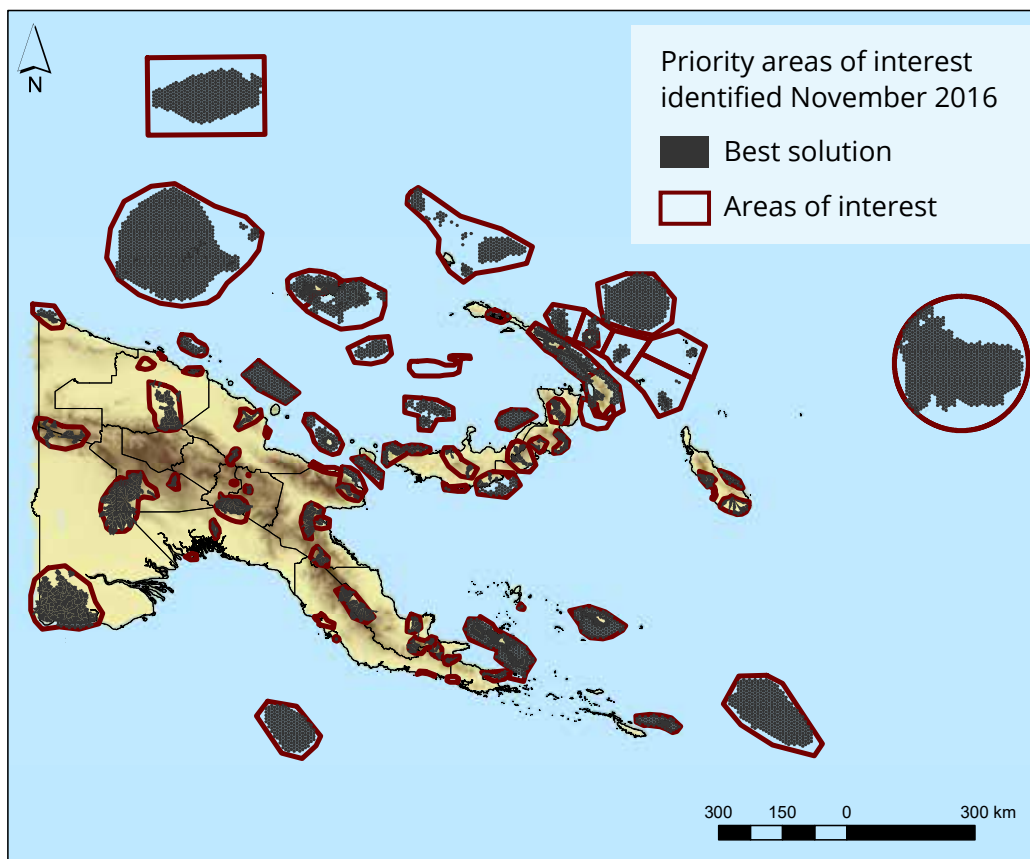 N
Priority areas of interest
identified November 2016
Best solution
Areas of interest
300 150 0 300 km